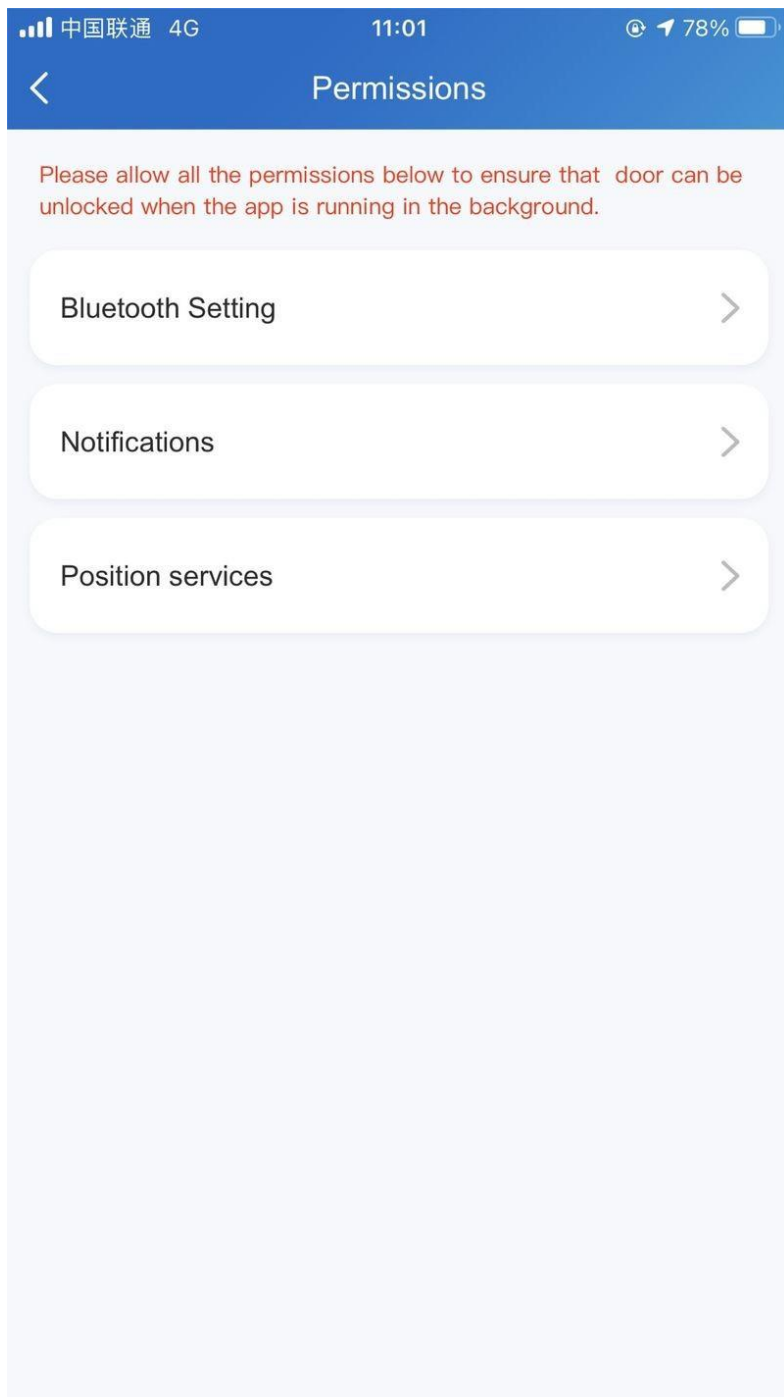 中国联通 4G 11:01 78%
Permissions
Please allow all the permissions below to ensure that door can be
unlocked when the app is running in the background.
Bluetooth Setting
Notifications
Position services